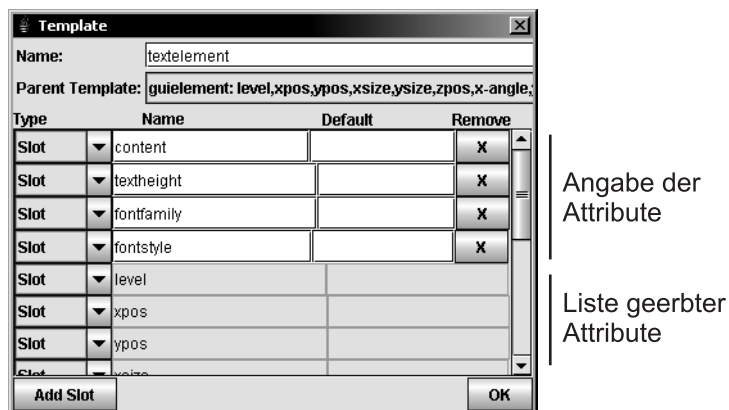 Template
Name: textelement
Parent Template: guielement: level,xpos,ypos,xsize,ysize,zpos,x-angle,
Type Name Default Remove
Slot content X
Slot textheight X
Slot fontfamily X
Slot fontstyle X
Slot level
Slot xpos
Slot ypos
Slot xsize
Add Slot OK
Angabe der
Attribute
Liste geerbter
Attribute